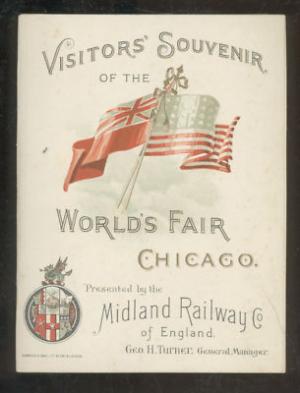 Visitors' Souvenir
OF THE
World's Fair
Chicago.
Presented by the
Midland Railway Co
of England.
Geo. H. Turner, General Manager.